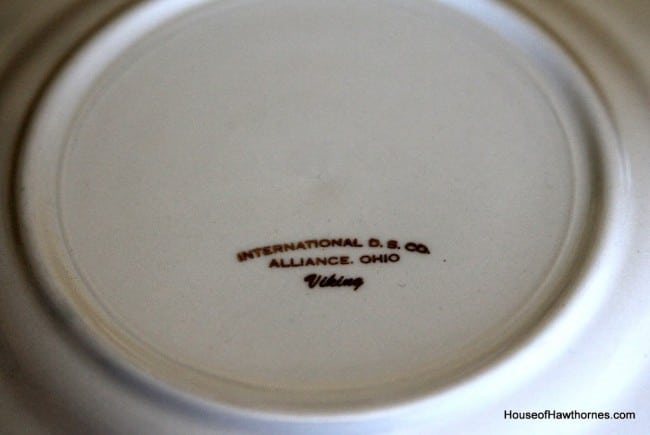 INTERNATIONAL D. S. CO.
ALLIANCE. OHIO
Viking
HouseofHawthornes.com